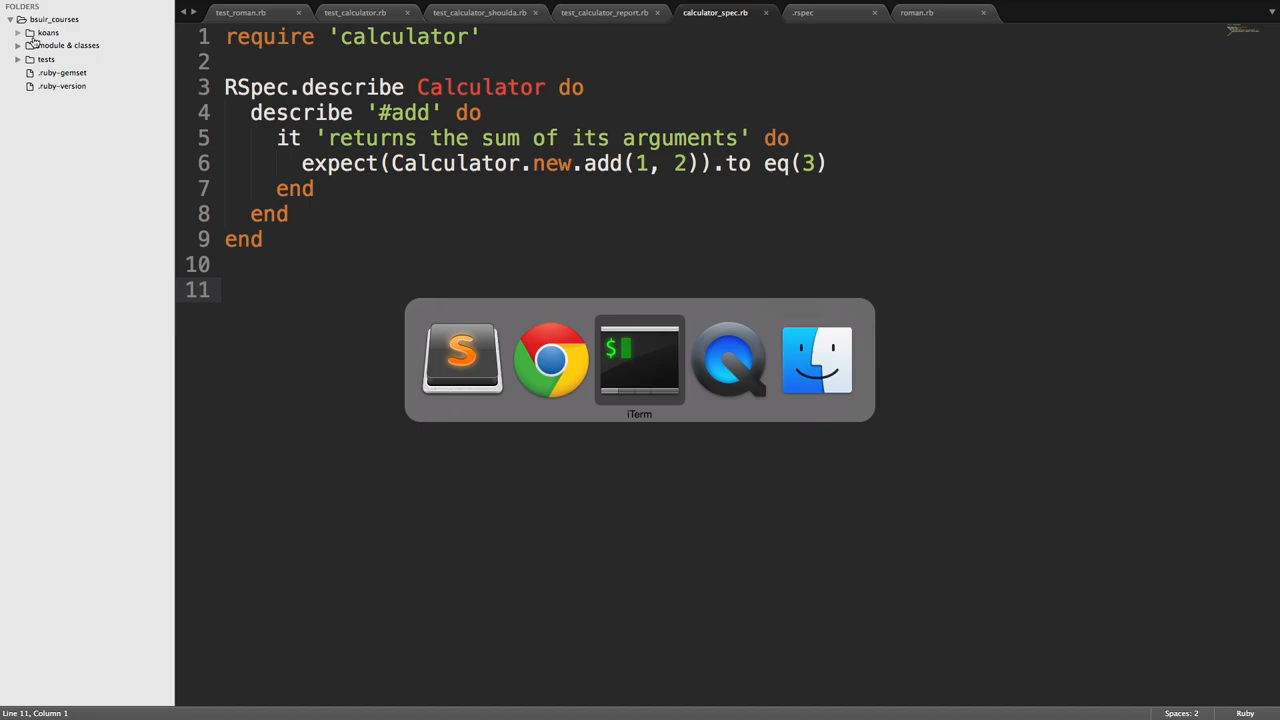 FOLDERS
bsuir_courses
koans
module & classes
tests
.ruby-gemset
.ruby-version
test_roman.rb
test_calculator.rb
test_calculator_shoulda.rb
test_calculator_report.rb
calculator_spec.rb
.rspec
roman.rb
1 require 'calculator'
2
3 RSpec.describe Calculator do
4 describe '#add' do
5 it 'returns the sum of its arguments' do
6 expect(Calculator.new.add(1, 2)).to eq(3)
7 end
8 end
9 end
10
11
$
iTerm
Line 11, Column 1
Spaces: 2
Ruby